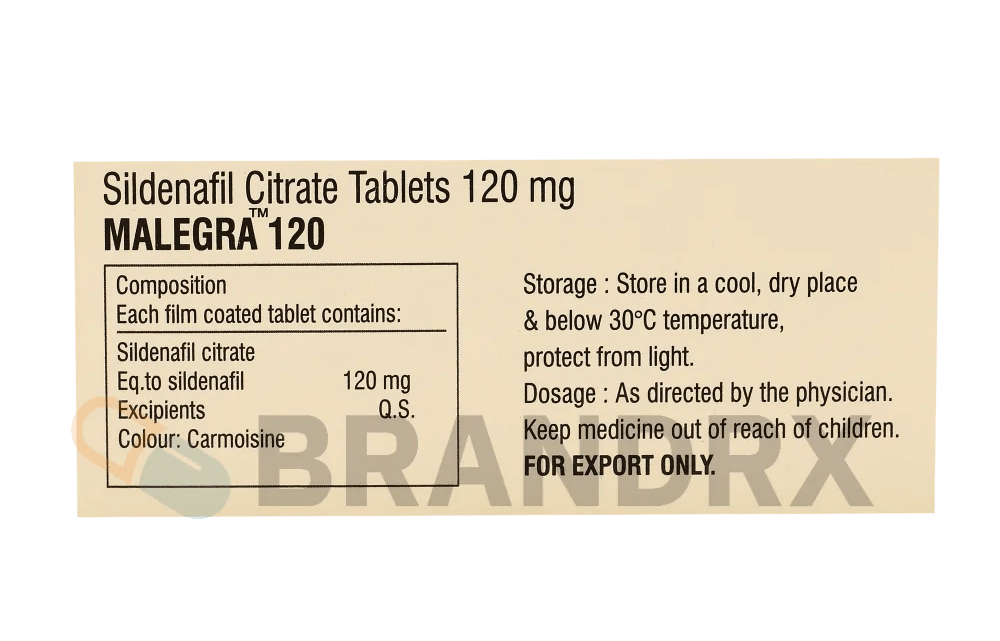 Sildenafil Citrate Tablets 120 mg
MALEGRA™ 120
Composition
Each film coated tablet contains:
Sildenafil citrate
Eq.to sildenafil 120 mg
Excipients Q.S.
Colour: Carmoisine
Storage : Store in a cool, dry place
& below 30°C temperature,
protect from light.
Dosage : As directed by the physician.
Keep medicine out of reach of children.
FOR EXPORT ONLY.
BRANDRX